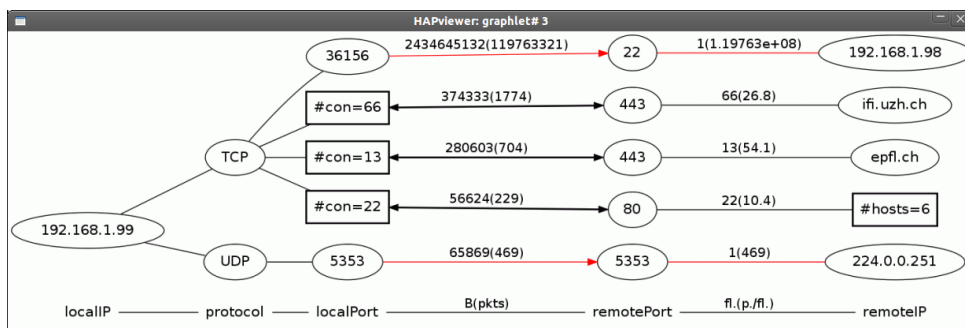 HAPviewer: graphlet# 3
36156 2434645132(119763321) 22 1(1.19763e+08) 192.168.1.98
#con=66 374333(1774) 443 66(26.8) ifi.uzh.ch
TCP #con=13 280603(704) 443 13(54.1) epfl.ch
#con=22 56624(229) 80 22(10.4) #hosts=6
192.168.1.99
UDP 5353 65869(469) 5353 1(469) 224.0.0.251
localIP protocol localPort B(pkts) remotePort fl.(p./fl.) remoteIP